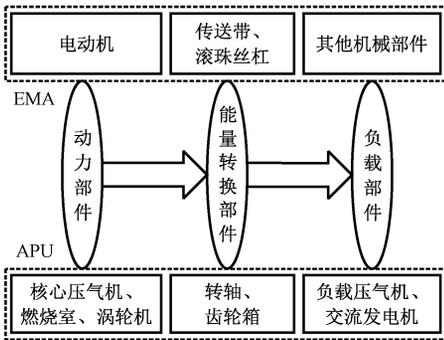 电动机
传送带、
滚珠丝杠
其他机械部件
EMA
动力部件
能量转换部件
负载部件
APU
核心压气机、
燃烧室、涡轮机
转轴、
齿轮箱
负载压气机、
交流发电机